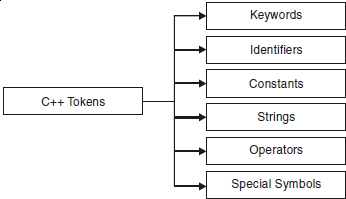 Keywords
Identifiers
Constants
C++ Tokens
Strings
Operators
Special Symbols